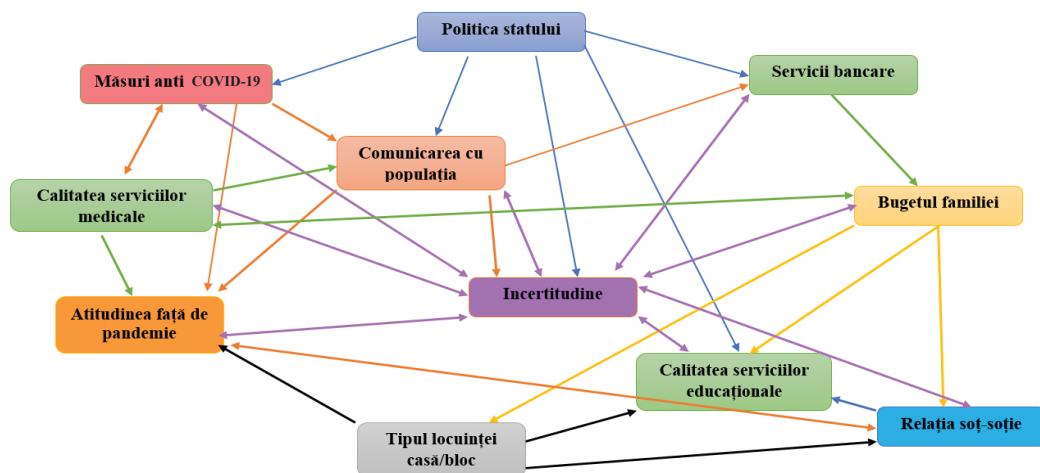 Politica statului
Măsuri anti COVID-19
Servicii bancare
Comunicarea cu
populația
Calitatea serviciilor
medicale
Bugetul familiei
Incertitudine
Atitudinea față de
pandemie
Calitatea serviciilor
educaționale
Relația soț-soție
Tipul locuinței
casă/bloc